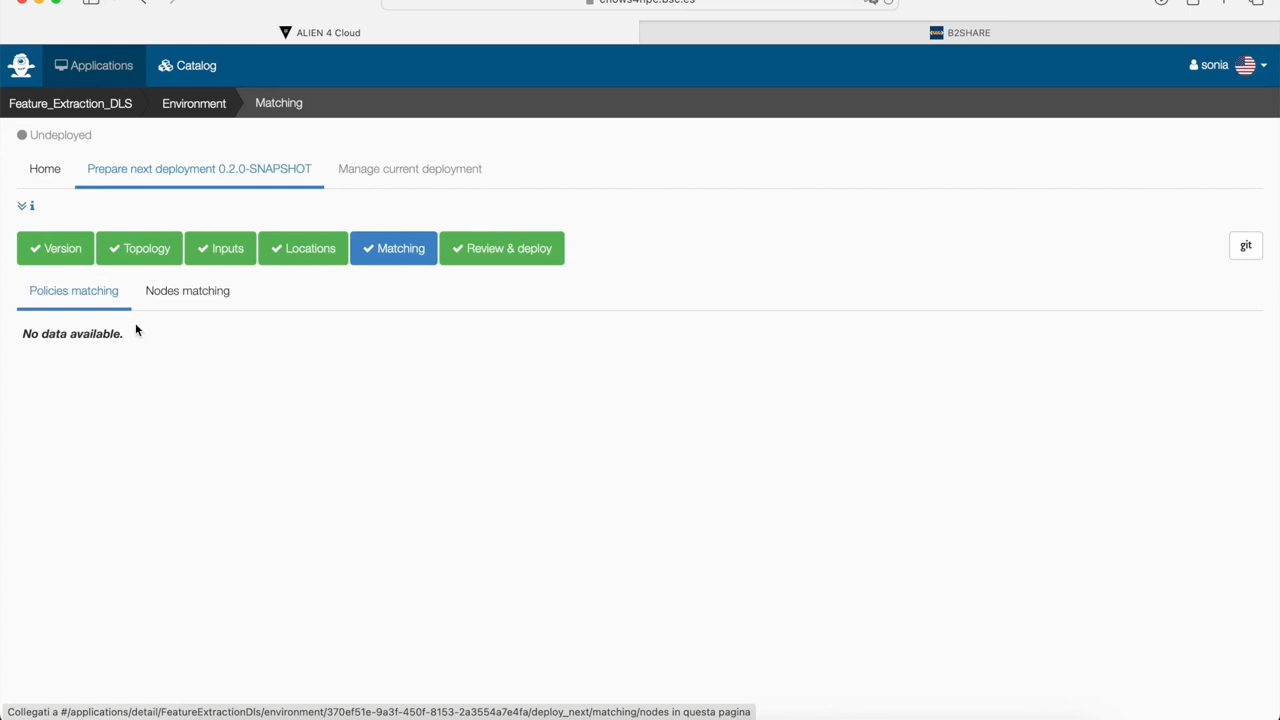 ALIEN 4 Cloud
B2SHARE
Applications
Catalog
sonia
Feature_Extraction_DLS
Environment
Matching
Undeployed
Home
Prepare next deployment 0.2.0-SNAPSHOT
Manage current deployment
Version
Topology
Inputs
Locations
Matching
Review & deploy
git
Policies matching
Nodes matching
No data available.
Collegati a #/applications/detail/FeatureExtractionDls/environment/370ef51e-9a3f-450f-8153-2a3554a7e4fa/deploy_next/matching/nodes in questa pagina